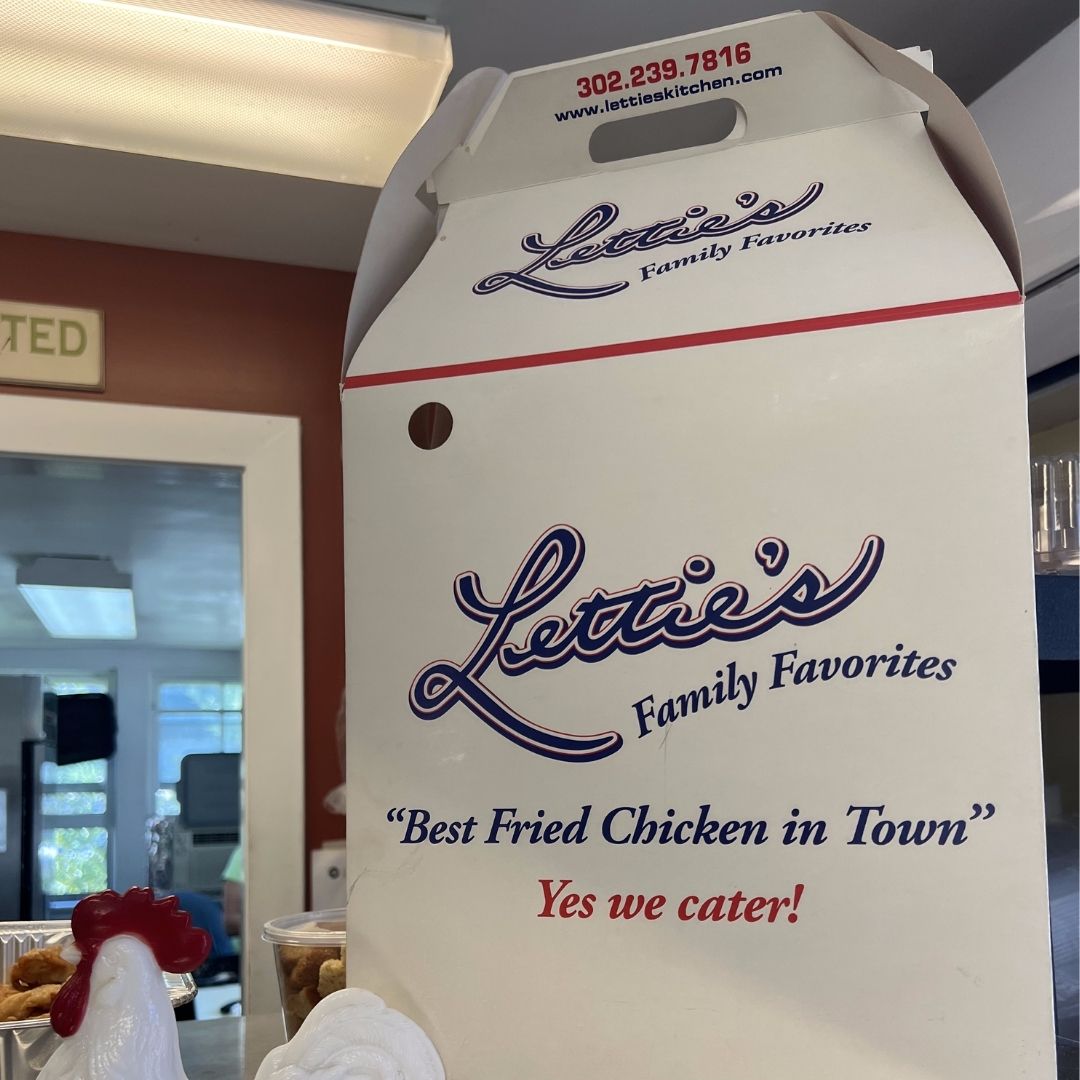 302.239.7816
www.lettieskitchen.com
Lettie's
Family Favorites
TED
Lettie's
Family Favorites
“Best Fried Chicken in Town”
Yes we cater!